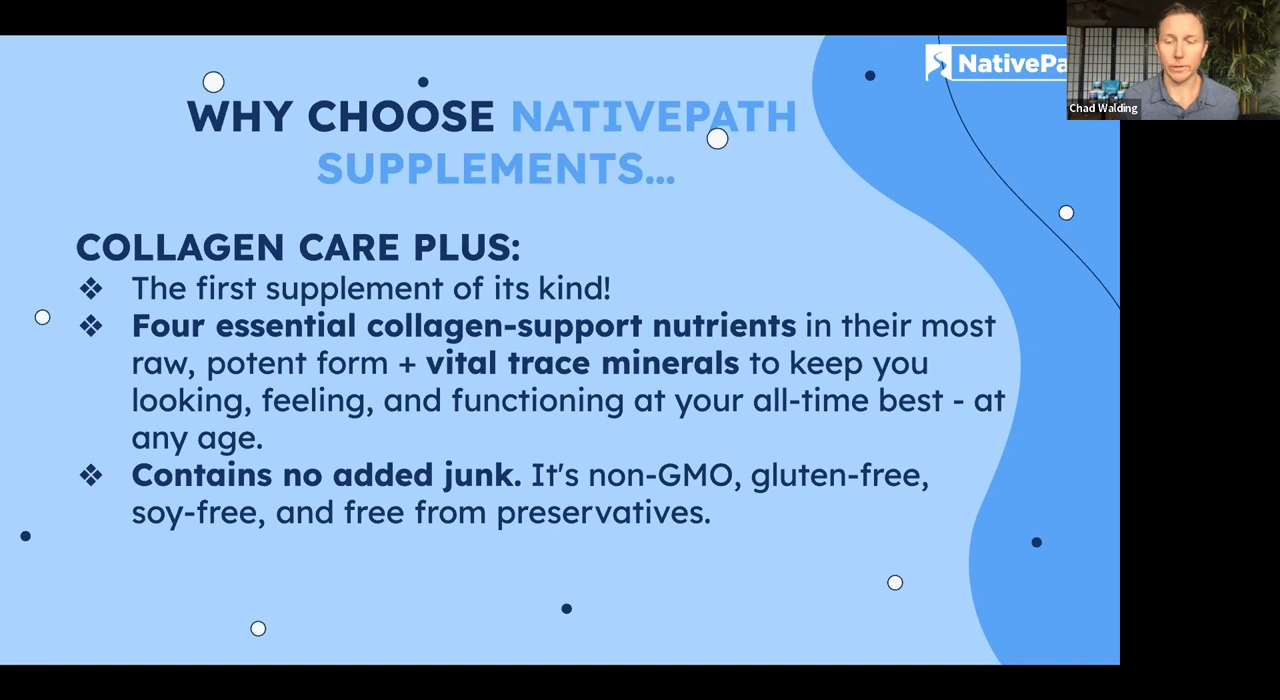 NativePa
Chad Walding
WHY CHOOSE NATIVEPATH
SUPPLEMENTS...
COLLAGEN CARE PLUS:
❖ The first supplement of its kind!
❖ Four essential collagen-support nutrients in their most
raw, potent form + vital trace minerals to keep you
looking, feeling, and functioning at your all-time best - at
any age.
❖ Contains no added junk. It's non-GMO, gluten-free,
soy-free, and free from preservatives.